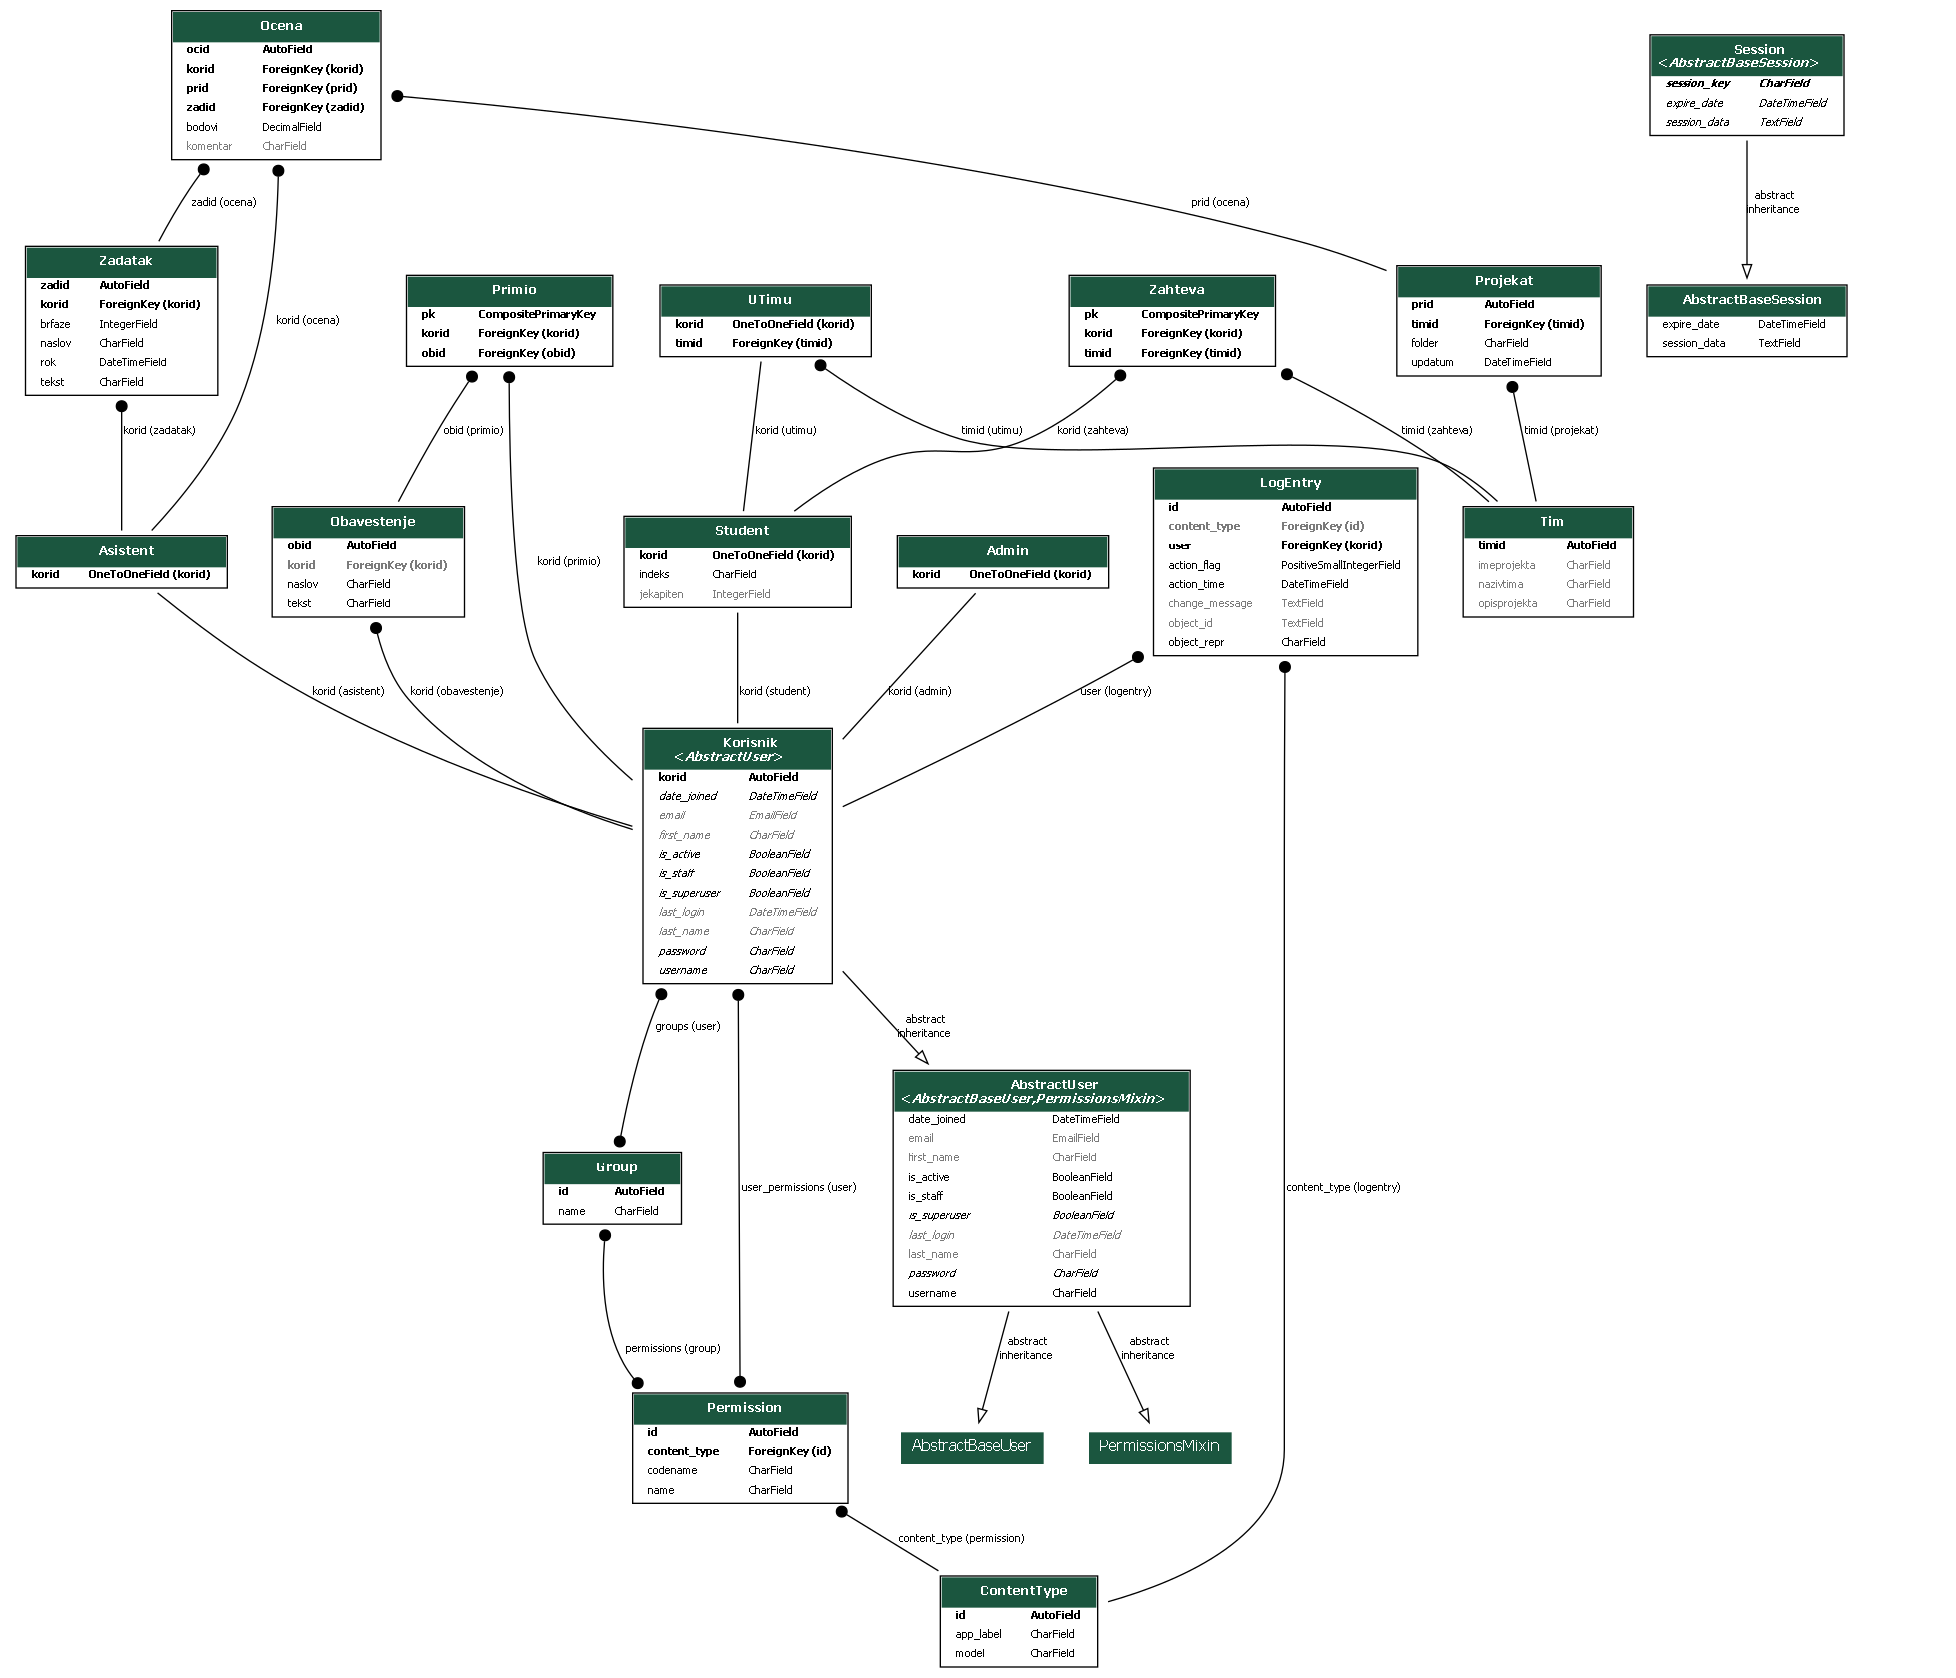 Ocena
ocid AutoField
korid ForeignKey (korid)
prid ForeignKey (prid)
zadid ForeignKey (zadid)
bodovi DecimalField
komentar CharField
Session
<AbstractBaseSession>
session_key CharField
expire_date DateTimeField
session_data TextField
zadid (ocena)
prid (ocena)
abstract
inheritance
Zadatak
zadid AutoField
korid ForeignKey (korid)
brfaze IntegerField
naslov CharField
rok DateTimeField
tekst CharField
korid (ocena)
Primio
pk CompositePrimaryKey
korid ForeignKey (korid)
obid ForeignKey (obid)
UTimu
korid OneToOneField (korid)
timid ForeignKey (timid)
Zahteva
pk CompositePrimaryKey
korid ForeignKey (korid)
timid ForeignKey (timid)
Projekat
prid AutoField
timid ForeignKey (timid)
folder CharField
updatum DateTimeField
AbstractBaseSession
expire_date DateTimeField
session_data TextField
korid (zadatak)
obid (primio)
korid (utimu)
timid (utimu)
korid (zahteva)
timid (zahteva)
timid (projekat)
Asistent
korid OneToOneField (korid)
Obavestenje
obid AutoField
korid ForeignKey (korid)
naslov CharField
tekst CharField
korid (primio)
Student
korid OneToOneField (korid)
indeks CharField
jekapiten IntegerField
Admin
korid OneToOneField (korid)
LogEntry
id AutoField
content_type ForeignKey (id)
user ForeignKey (korid)
action_flag PositiveSmallIntegerField
action_time DateTimeField
change_message TextField
object_id TextField
object_repr CharField
Tim
timid AutoField
imeprojekta CharField
nazivtima CharField
opisprojekta CharField
korid (asistent)
korid (obavestenje)
korid (student)
korid (admin)
user (logentry)
Korisnik
<AbstractUser>
korid AutoField
date_joined DateTimeField
email EmailField
first_name CharField
is_active BooleanField
is_staff BooleanField
is_superuser BooleanField
last_login DateTimeField
last_name CharField
password CharField
username CharField
groups (user)
abstract
inheritance
Group
id AutoField
name CharField
user_permissions (user)
AbstractUser
<AbstractBaseUser,PermissionsMixin>
date_joined DateTimeField
email EmailField
first_name CharField
is_active BooleanField
is_staff BooleanField
is_superuser BooleanField
last_login DateTimeField
last_name CharField
password CharField
username CharField
content_type (logentry)
permissions (group)
abstract
inheritance
abstract
inheritance
Permission
id AutoField
content_type ForeignKey (id)
codename CharField
name CharField
AbstractBaseUser
PermissionsMixin
content_type (permission)
ContentType
id AutoField
app_label CharField
model CharField